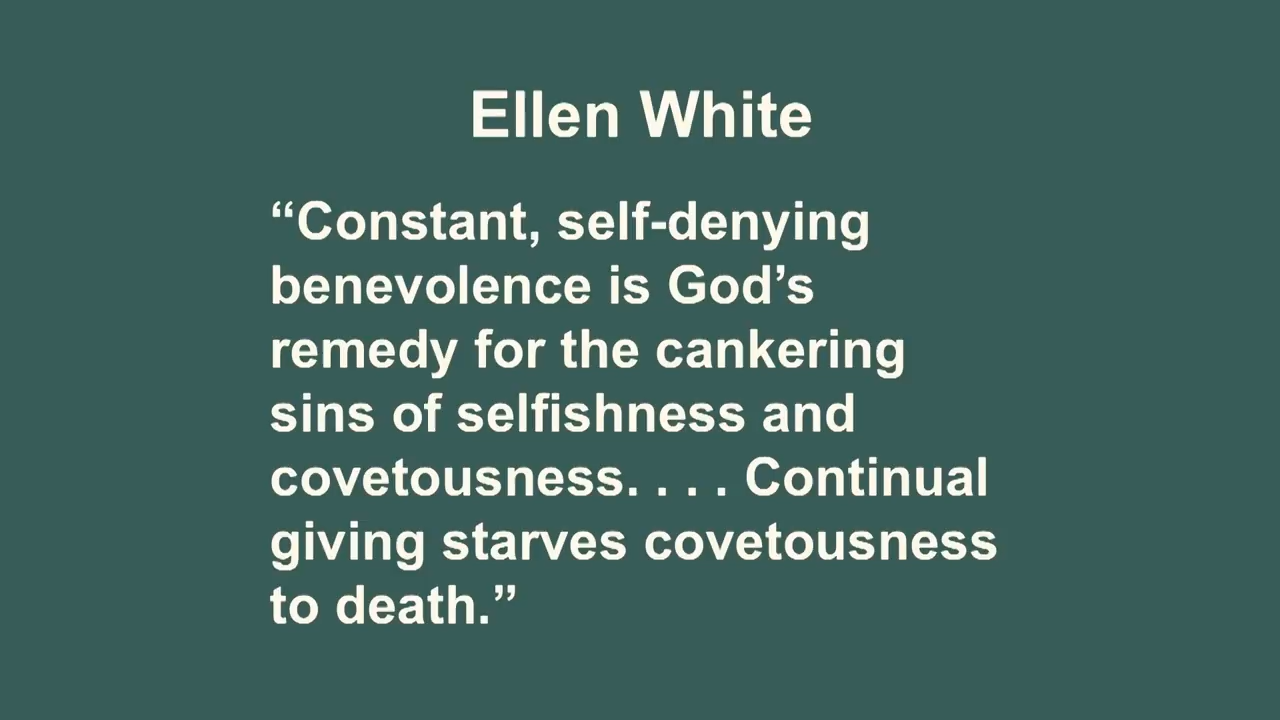 Ellen White
“Constant, self-denying
benevolence is God’s
remedy for the cankering
sins of selfishness and
covetousness. . . . Continual
giving starves covetousness
to death.”